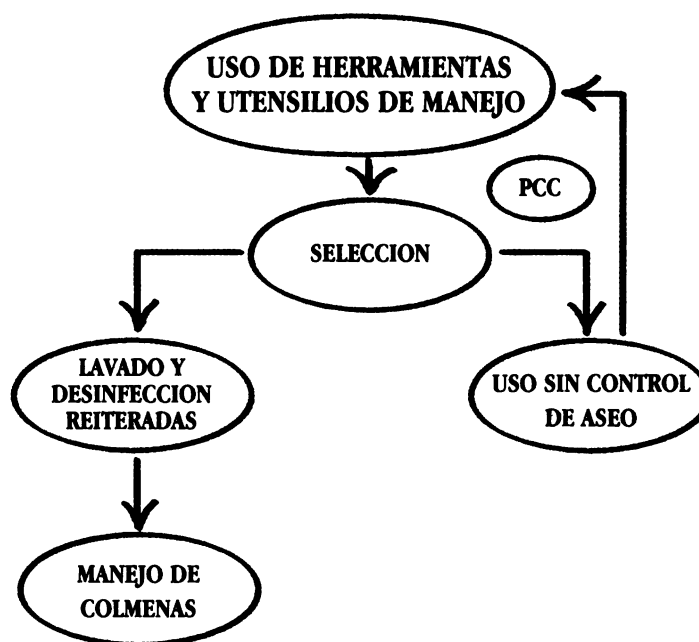 USO DE HERRAMIENTAS
Y UTENSILIOS DE MANEJO
PCC
SELECCION
LAVADO Y
DESINFECCION
REITERADAS
USO SIN CONTROL
DE ASEO
MANEJO DE
COLMENAS